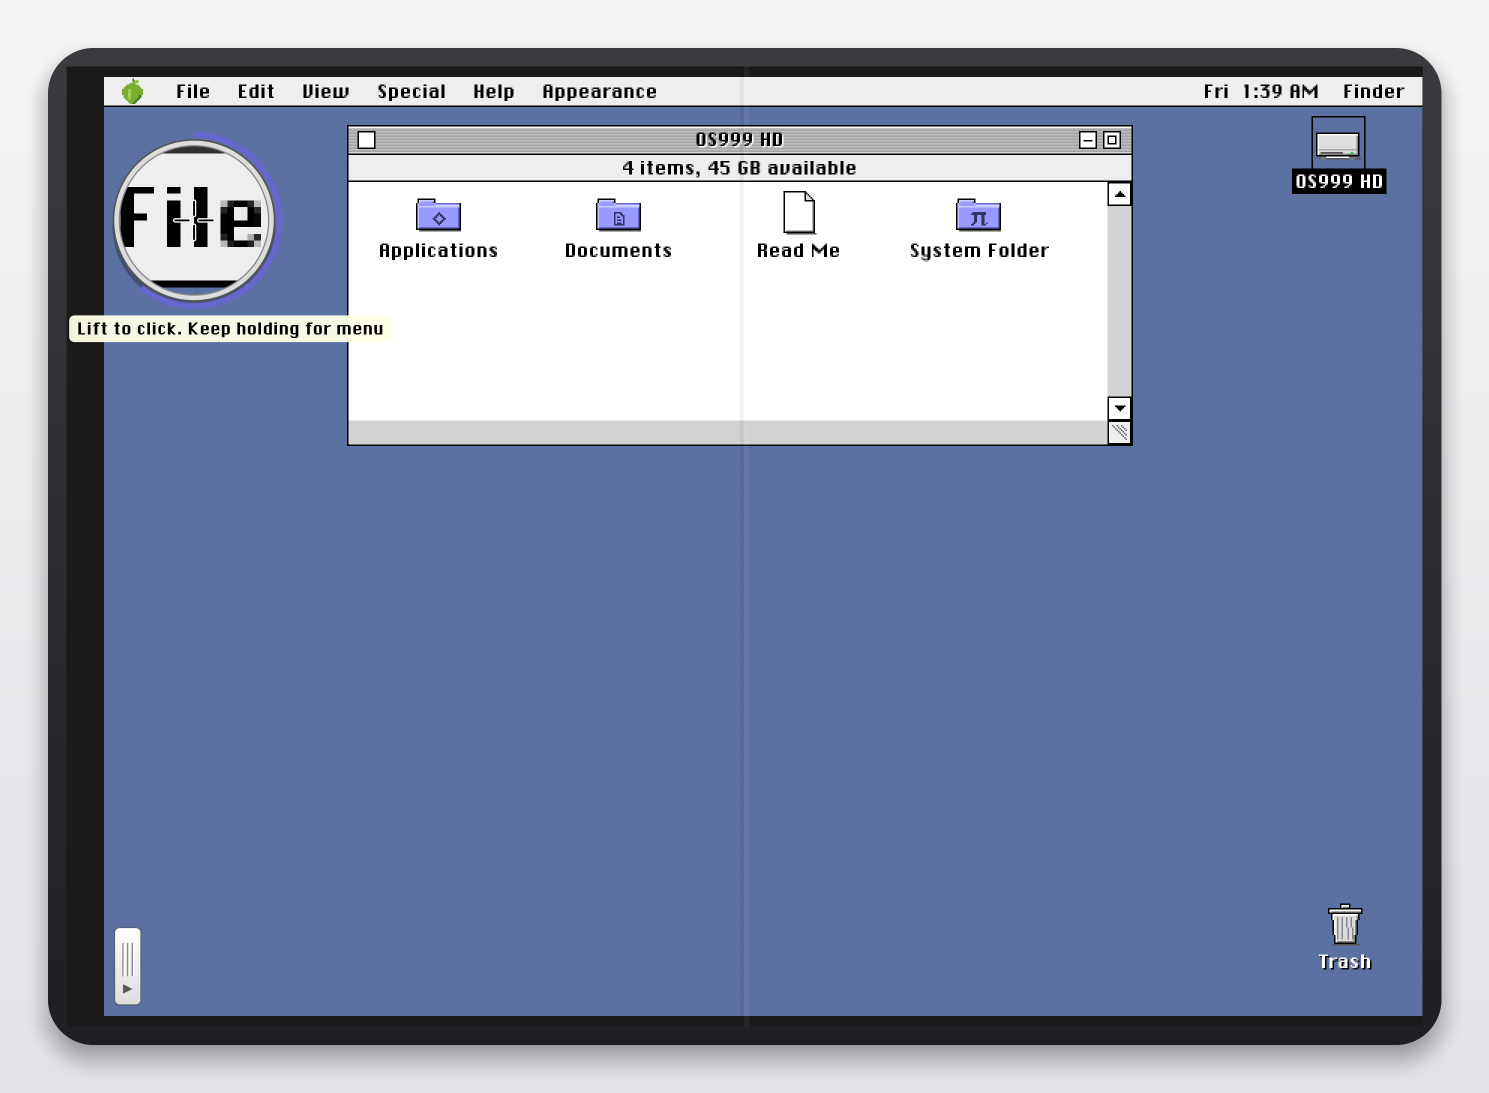 File Edit View Special Help Appearance Fri 1:39 AM Finder
OS999 HD
4 items, 45 GB available
OS999 HD
File
Applications Documents Read Me System Folder
Lift to click. Keep holding for menu
Trash